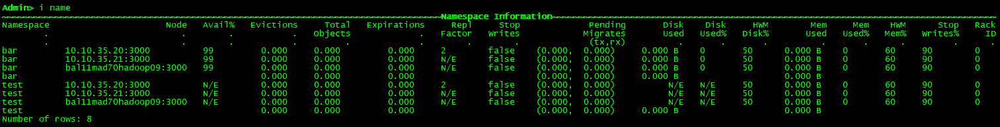 Admin> i name
~~~~~~~~~~~~~~~~~~~~~~~~~~~~~~~~~~~~~~~~~~~~~~~~~~~~~~~~~~~~~~~~~~~~~~~~~~~~~~~~~~~~Namespace Information~~~~~~~~~~~~~~~~~~~~~~~~~~~~~~~~~~~~~~~~~~~~~~~~~~~~~~~~~~~~~~~~~~~~~~~~~~~~~~~~~~~~
Namespace Node Avail% Evictions Total Expirations Repl Stop Pending Disk Disk HWM Mem Mem HWM Stop Rack
. . . . Objects . Factor Writes Migrates Used Used% Disk% Used Used% Mem% Writes% ID
. . . . . . . . (tx,rx) . . . . . . . .
bar 10.10.35.20:3000 99 0.000 0.000 0.000 2 false (0.000, 0.000) 0.000 B 0 50 0.000 B 0 60 90 0
bar 10.10.35.21:3000 99 0.000 0.000 0.000 N/E false (0.000, 0.000) 0.000 B 0 50 0.000 B 0 60 90 0
bar bal11mad70hadoop09:3000 99 0.000 0.000 0.000 N/E false (0.000, 0.000) 0.000 B 0 50 0.000 B 0 60 90 0
bar 0.000 0.000 0.000 (0.000, 0.000) 0.000 B 0.000 B
test 10.10.35.20:3000 N/E 0.000 0.000 0.000 2 false (0.000, 0.000) N/E N/E 50 0.000 B 0 60 90 0
test 10.10.35.21:3000 N/E 0.000 0.000 0.000 N/E false (0.000, 0.000) N/E N/E 50 0.000 B 0 60 90 0
test bal11mad70hadoop09:3000 N/E 0.000 0.000 0.000 N/E false (0.000, 0.000) N/E N/E 50 0.000 B 0 60 90 0
test 0.000 0.000 0.000 (0.000, 0.000) 0.000 B 0.000 B
Number of rows: 8